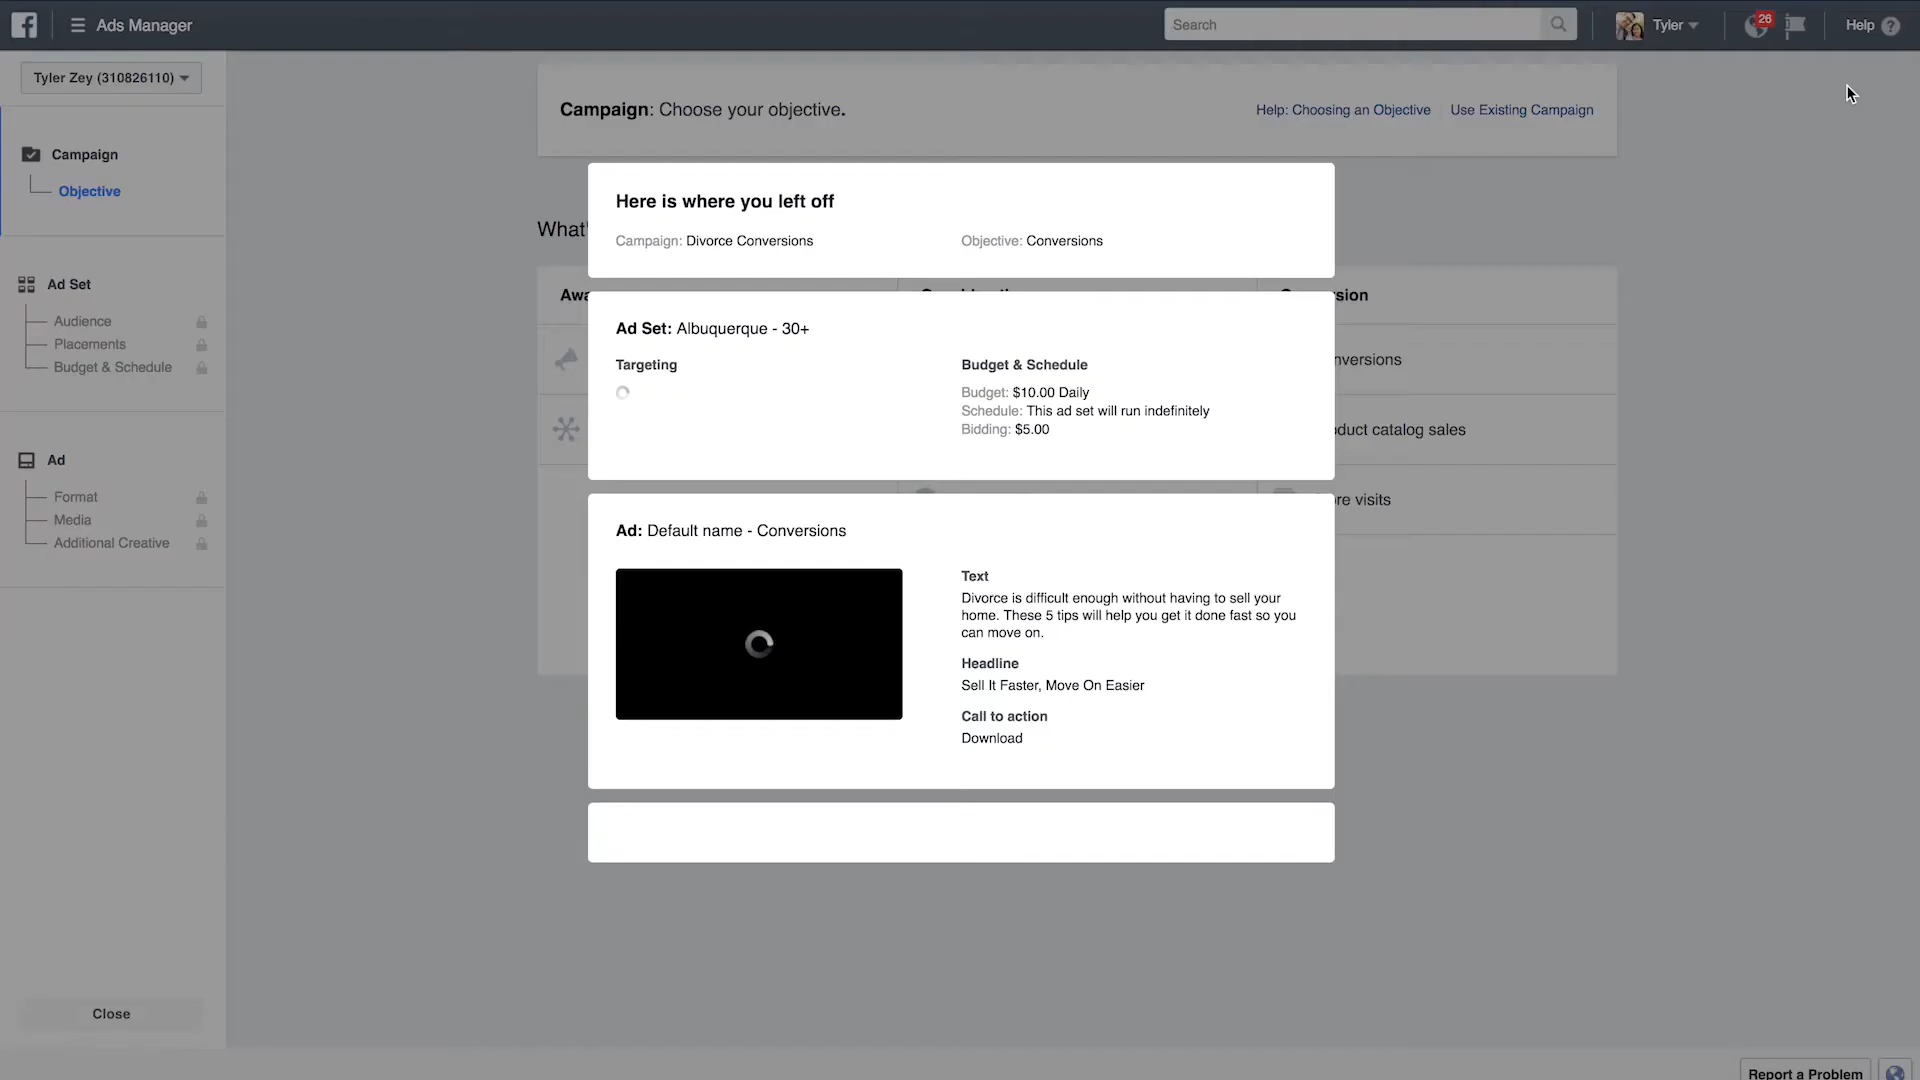 Ads Manager
Search
Tyler
26
Help
Tyler Zey (310826110)
Campaign
Objective
Ad Set
Audience
Placements
Budget & Schedule
Ad
Format
Media
Additional Creative
Close
Campaign: Choose your objective.
Help: Choosing an Objective
Use Existing Campaign
What'
Here is where you left off
Campaign: Divorce Conversions
Objective: Conversions
Ad Set: Albuquerque - 30+
Targeting
Budget & Schedule
Budget: $10.00 Daily
Schedule: This ad set will run indefinitely
Bidding: $5.00
Ad: Default name - Conversions
Text
Divorce is difficult enough without having to sell your
home. These 5 tips will help you get it done fast so you
can move on.
Headline
Sell It Faster, Move On Easier
Call to action
Download
sion
nversions
duct catalog sales
re visits
Report a Problem